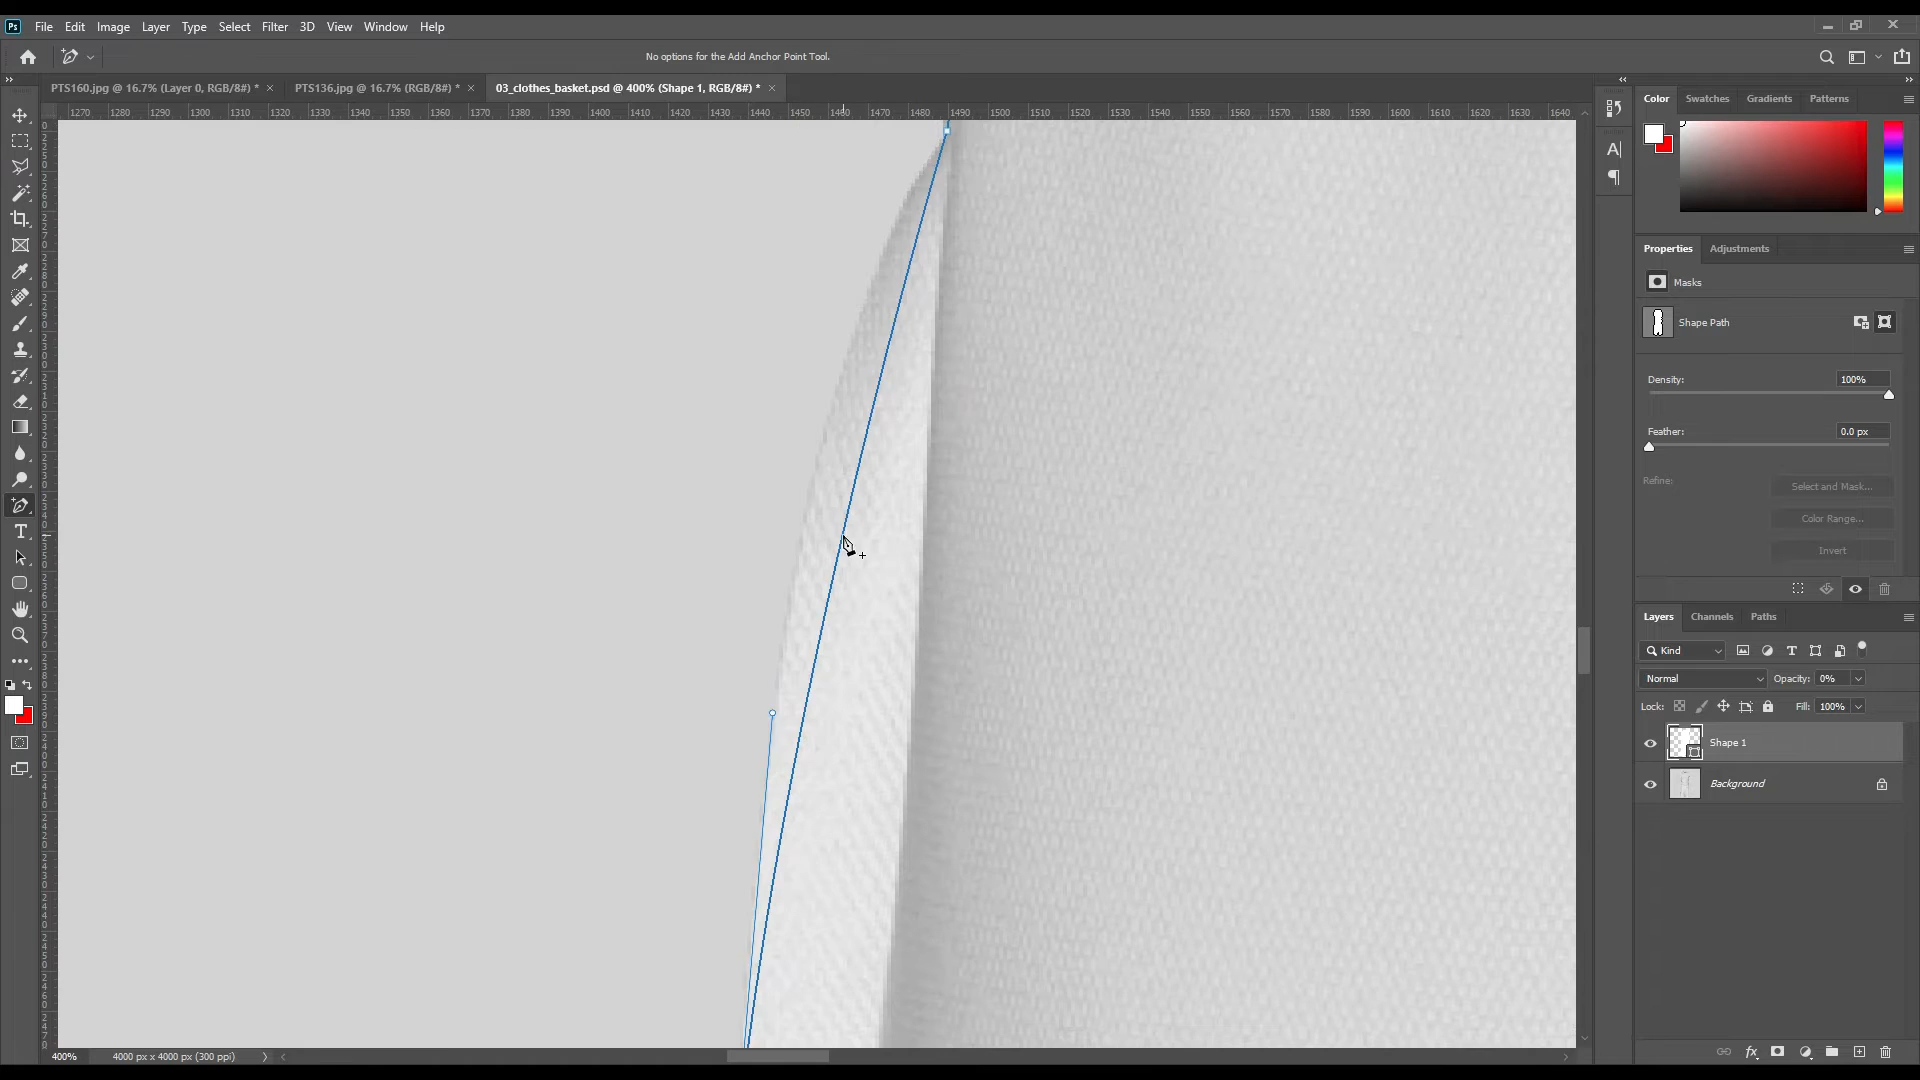 Ps File Edit Image Layer Type Select Filter 3D View Window Help
No options for the Add Anchor Point Tool.
PTS160.jpg @ 16.7% (Layer 0, RGB/8#) * PTS136.jpg @ 16.7% (RGB/8#) * 03_clothes_basket.psd @ 400% (Shape 1, RGB/8#) *
1270 1280 1290 1300 1310 1320 1330 1340 1350 1360 1370 1380 1390 1400 1410 1420 1430 1440 1450 1460 1470 1480 1490 1500 1510 1520 1530 1540 1550 1560 1570 1580 1590 1600 1610 1620 1630 1640
Color Swatches Gradients Patterns
Properties Adjustments
Masks
Shape Path
Density: 100%
Feather: 0.0 px
Refine: Select and Mask...
Color Range...
Invert
Layers Channels Paths
Kind
Normal Opacity: 0%
Lock: Fill: 100%
Shape 1
Background
400% 4000 px x 4000 px (300 ppi)